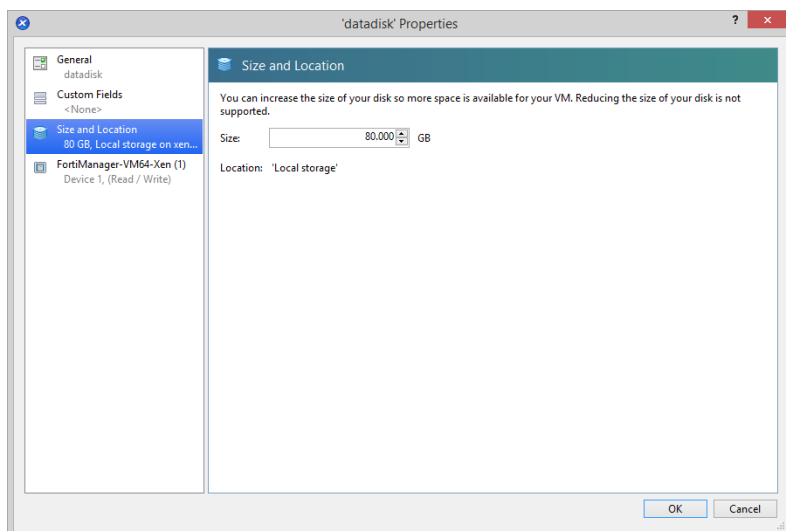 'datadisk' Properties
?
General
datadisk
Custom Fields
<None>
Size and Location
80 GB, Local storage on xen...
FortiManager-VM64-Xen (1)
Device 1, (Read / Write)
Size and Location
You can increase the size of your disk so more space is available for your VM. Reducing the size of your disk is not
supported.
Size: 80.000 GB
Location: 'Local storage'
OK Cancel